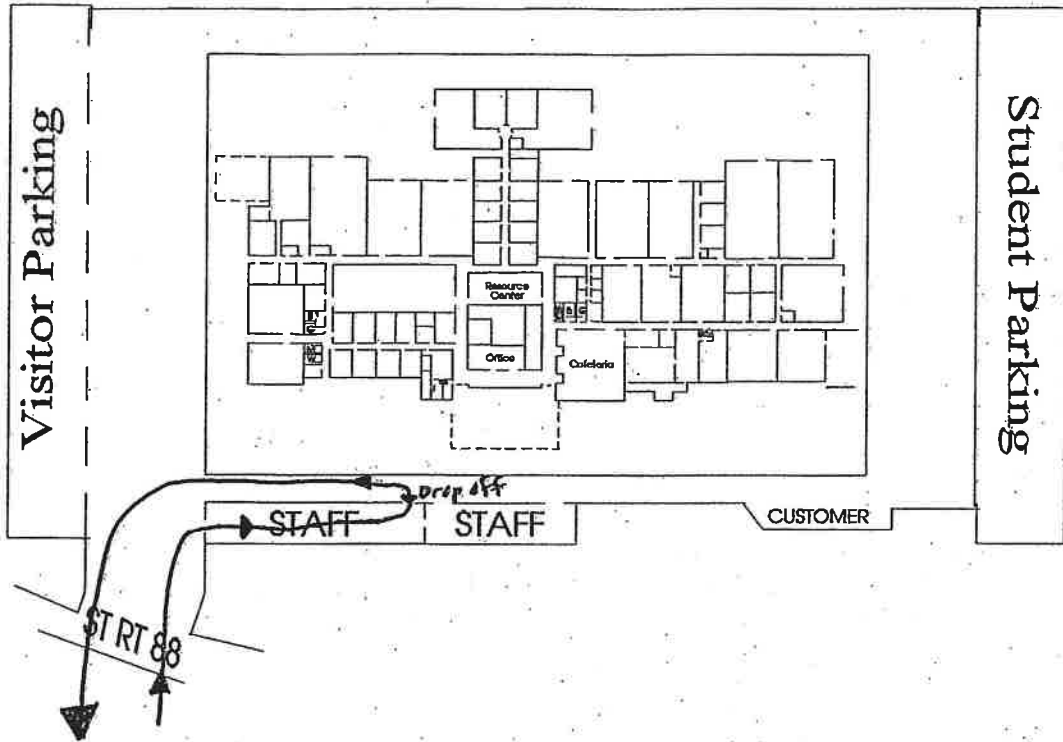 Visitor Parking
Student Parking
Resource
Center
Office
Cafeteria
Drop off
STAFF
STAFF
CUSTOMER
ST RT 88